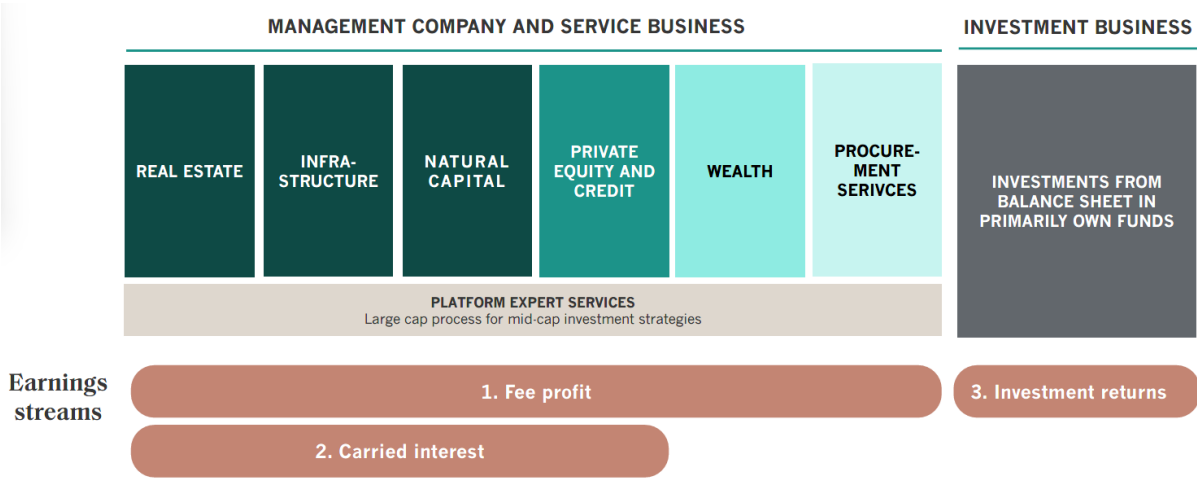 MANAGEMENT COMPANY AND SERVICE BUSINESS
INVESTMENT BUSINESS
REAL ESTATE
INFRA-
STRUCTURE
NATURAL
CAPITAL
PRIVATE
EQUITY AND
CREDIT
WEALTH
PROCURE-
MENT
SERIVCES
INVESTMENTS FROM
BALANCE SHEET IN
PRIMARILY OWN FUNDS
PLATFORM EXPERT SERVICES
Large cap process for mid-cap investment strategies
Earnings
streams
1. Fee profit
3. Investment returns
2. Carried interest